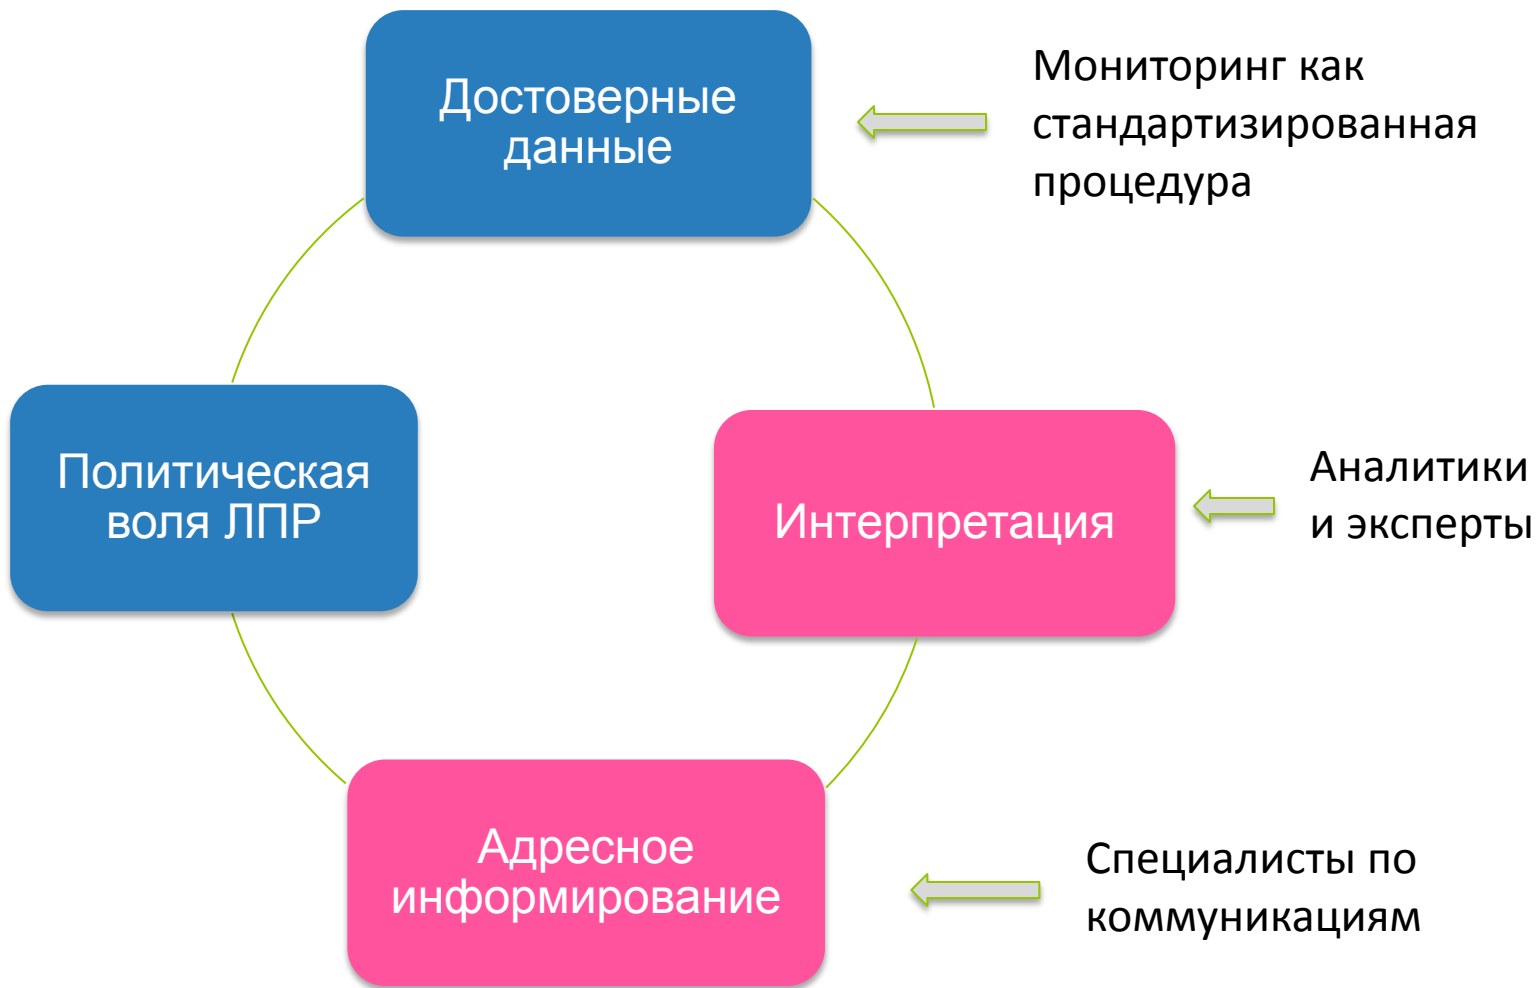 Достоверные
данные
Мониторинг как
стандартизированная
процедура
Политическая
воля ЛПР
Интерпретация
Аналитики
и эксперты
Адресное
информирование
Специалисты по
коммуникациям